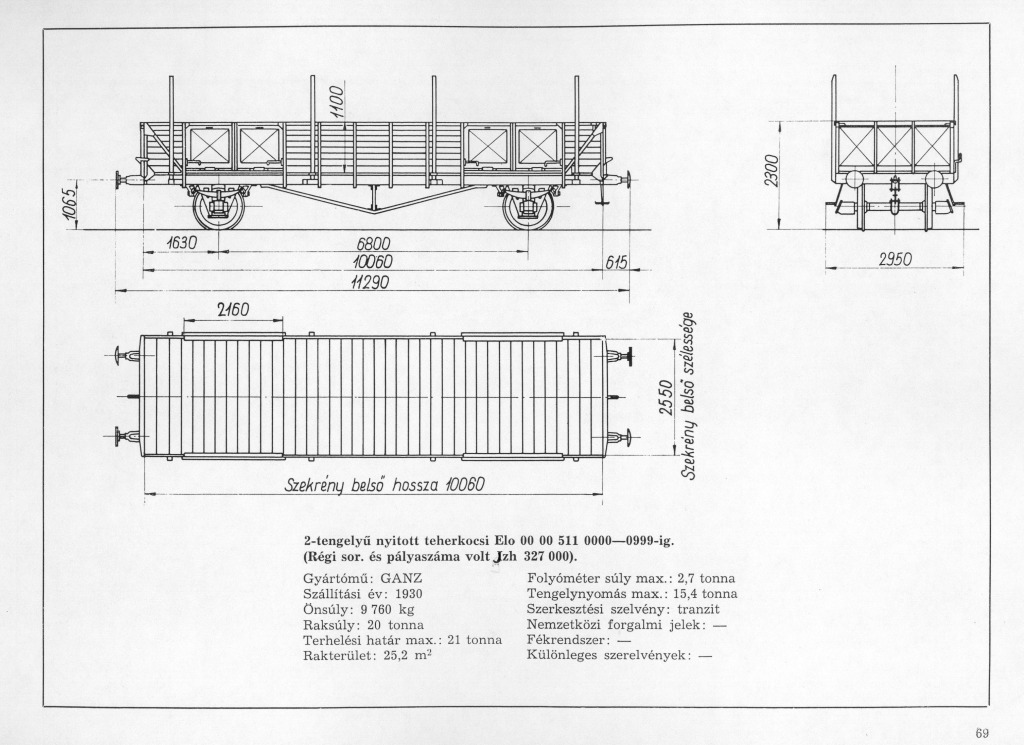 1100
1065
1630
6800
10060
615
11290
2300
2950
2160
2550
Szekrény belső szélessége
Szekrény belső hossza 10060
2-tengelyű nyitott teherkocsi Elo 00 00 511 0000—0999-ig.
(Régi sor. és pályaszáma volt Jzh 327 000).
Gyártómű: GANZ
Szállítási év: 1930
Önsúly: 9 760 kg
Raksúly: 20 tonna
Terhelési határ max.: 21 tonna
Rakterület: 25,2 m²
Folyóméter súly max.: 2,7 tonna
Tengelynyomás max.: 15,4 tonna
Szerkesztési szelvény: tranzit
Nemzetközi forgalmi jelek: —
Fékrendszer: —
Különleges szerelvények: —
69